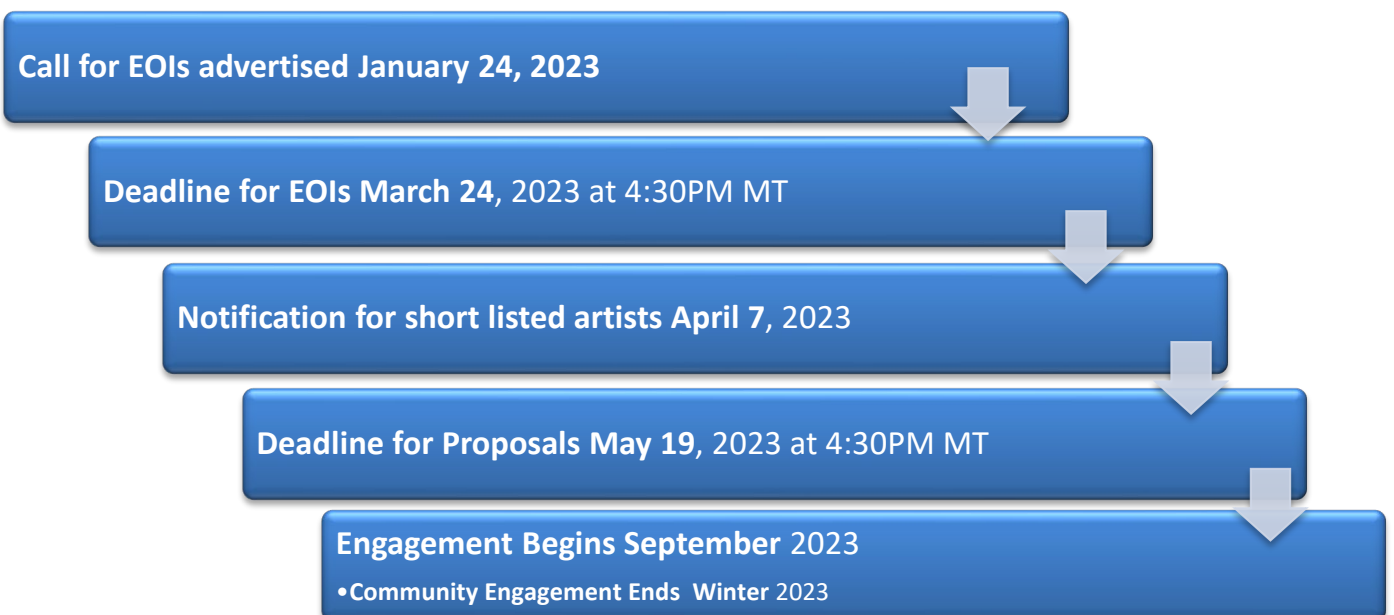 Call for EOIs advertised January 24, 2023
Deadline for EOIs March 24, 2023 at 4:30PM MT
Notification for short listed artists April 7, 2023
Deadline for Proposals May 19, 2023 at 4:30PM MT
Engagement Begins September 2023
•Community Engagement Ends  Winter 2023